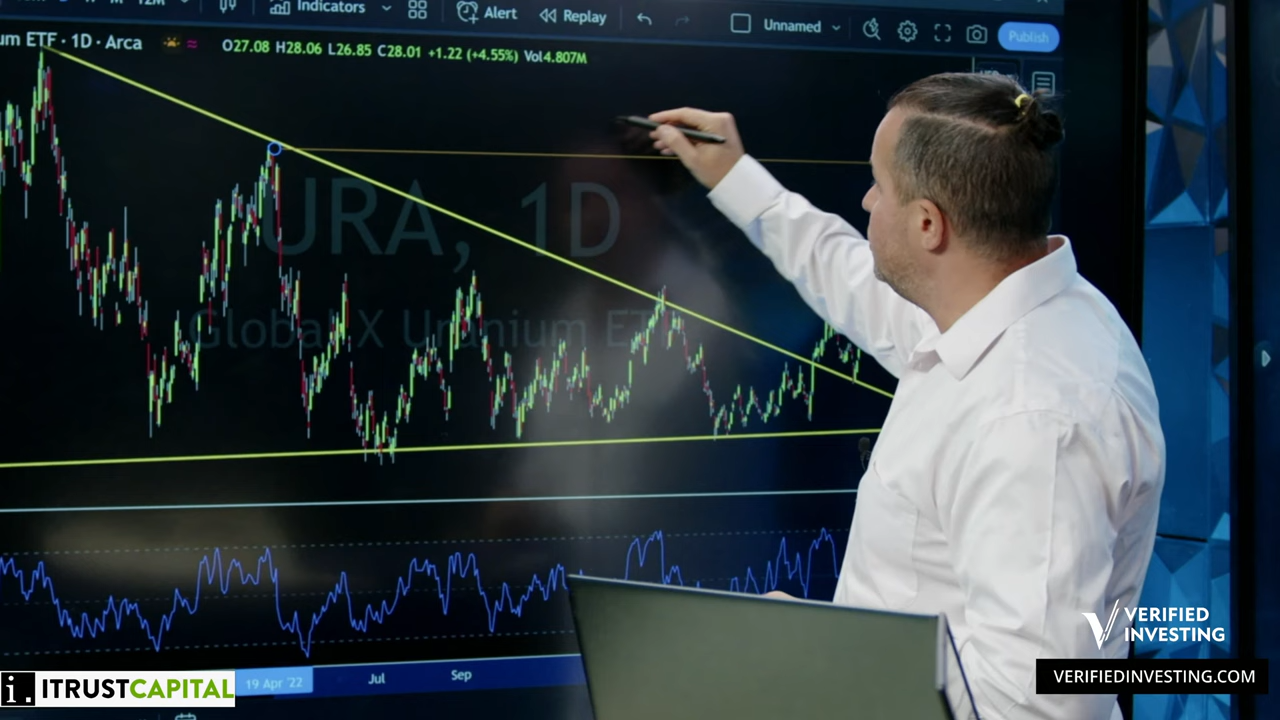 Indicators
Alert
Replay
Unnamed
Publish
um ETF · 1D · Arca
O27.08 H28.06 L26.85 C28.01 +1.22 (+4.55%) Vol4.807M
URA, 1D
Global X Uranium ETF
19 Apr '22
Jul
Sep
i. ITRUSTCAPITAL
VERIFIED
INVESTING
VERIFIEDINVESTING.COM